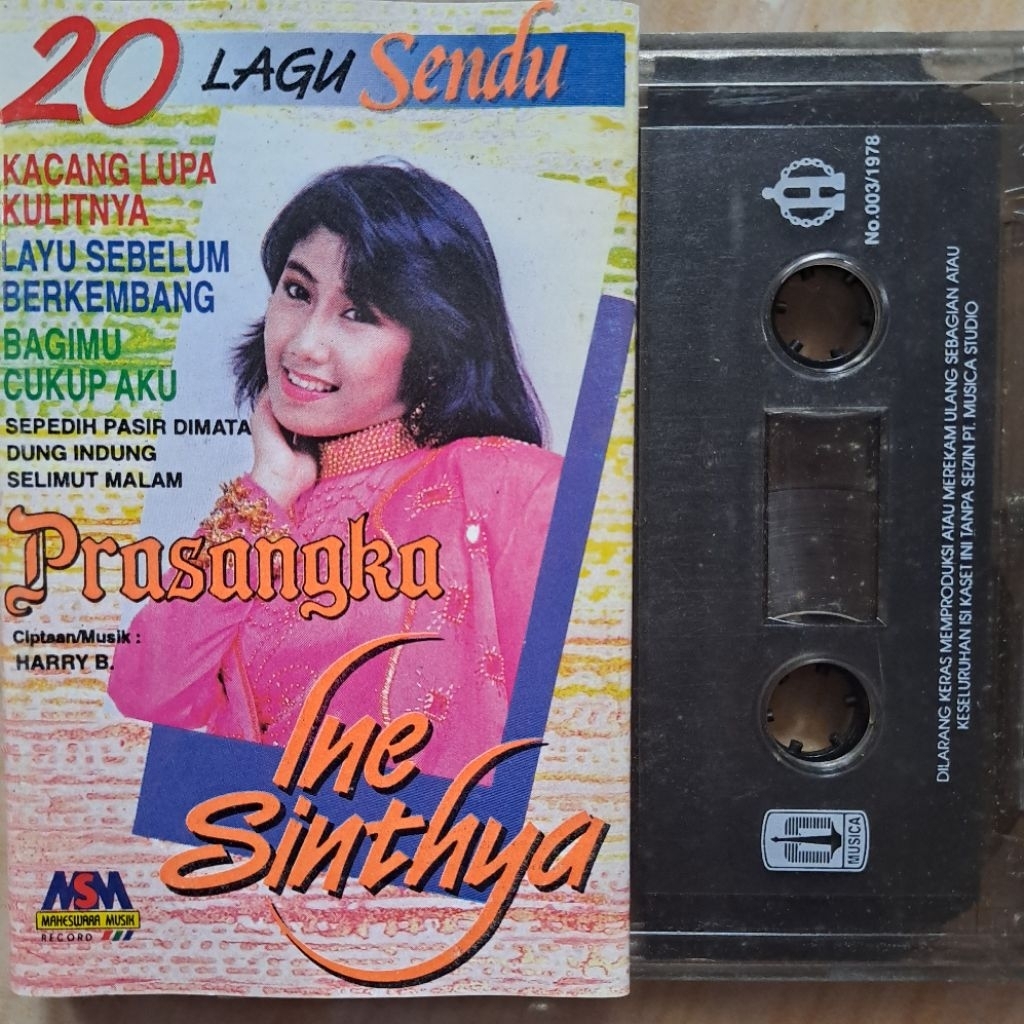 20 LAGU Sendu
KACANG LUPA
KULITNYA
LAYU SEBELUM
BERKEMBANG
BAGIMU
CUKUP AKU
SEPEDIH PASIR DIMATA
DUNG INDUNG
SELIMUT MALAM
Prasangka
Ciptaan/Musik :
HARRY B.
Ine
Sinthya
MSM
MAHESWARA MUSIK
RECORD
H
No.003/1978
DILARANG KERAS MEMPRODUKSI ATAU MEREKAM ULANG SEBAGIAN ATAU
KESELURUHAN ISI KASET INI TANPA SEIZIN PT. MUSICA STUDIO
MUSICA